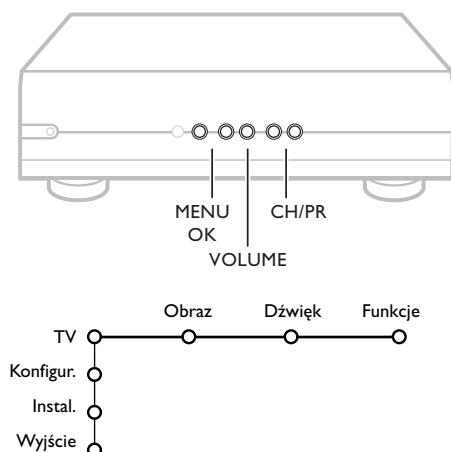 MENU CH/PR
OK
VOLUME
Obraz Dźwięk Funkcje
TV
Konfigur.
Instal.
Wyjście